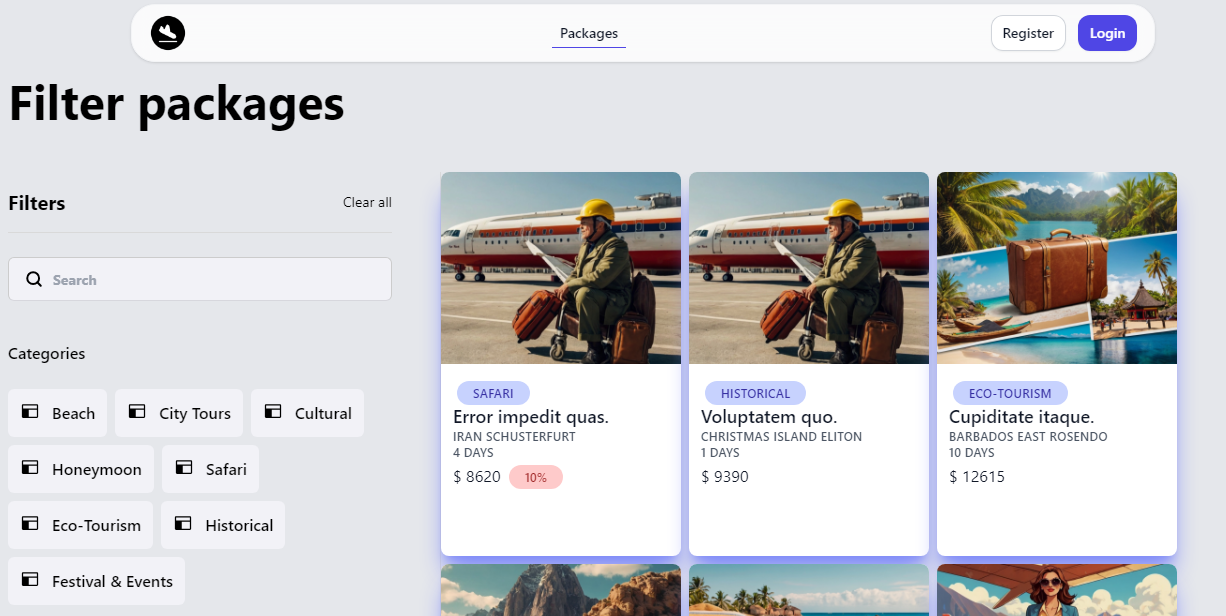 Packages
Register
Login
Filter packages
Filters
Clear all
Search
Categories
Beach
City Tours
Cultural
Honeymoon
Safari
Eco-Tourism
Historical
Festival & Events
SAFARI
Error impedit quas.
IRAN SCHUSTERFURT
4 DAYS
$ 8620 10%
HISTORICAL
Voluptatem quo.
CHRISTMAS ISLAND ELITON
1 DAYS
$ 9390
ECO-TOURISM
Cupiditate itaque.
BARBADOS EAST ROSENDO
10 DAYS
$ 12615